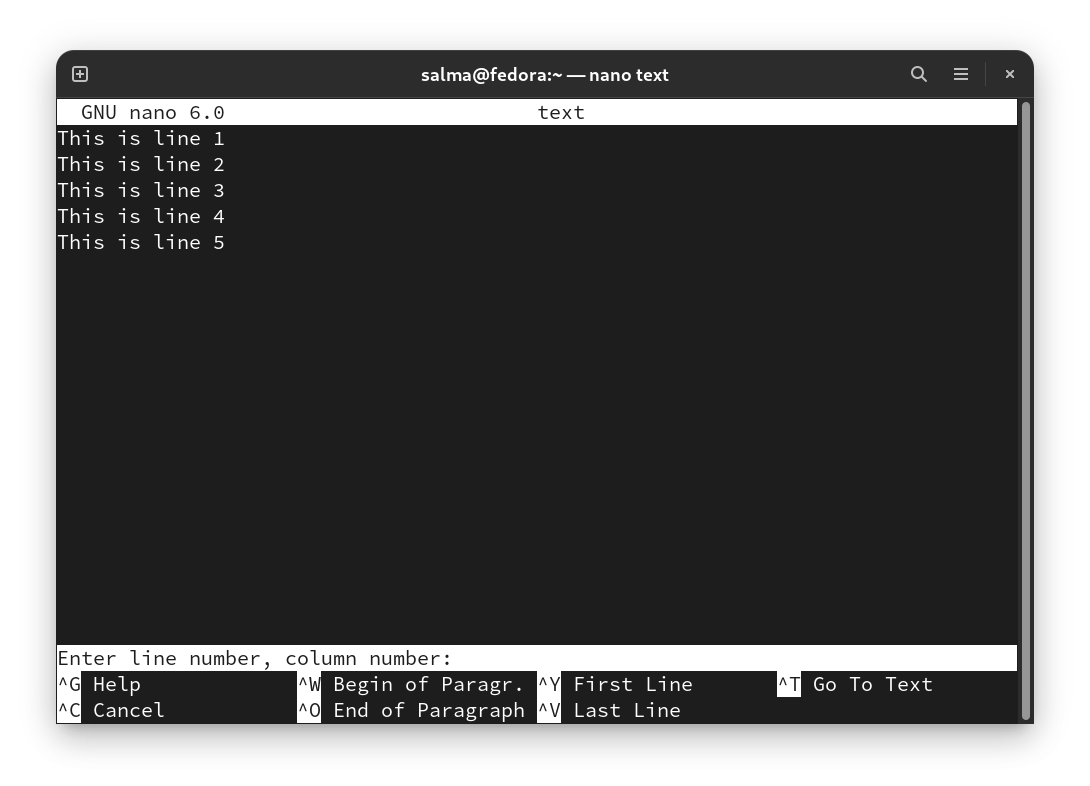 salma@fedora:~ — nano text
GNU nano 6.0 text
This is line 1
This is line 2
This is line 3
This is line 4
This is line 5
Enter line number, column number:
^G Help ^W Begin of Paragr. ^Y First Line ^T Go To Text
^C Cancel ^O End of Paragraph ^V Last Line